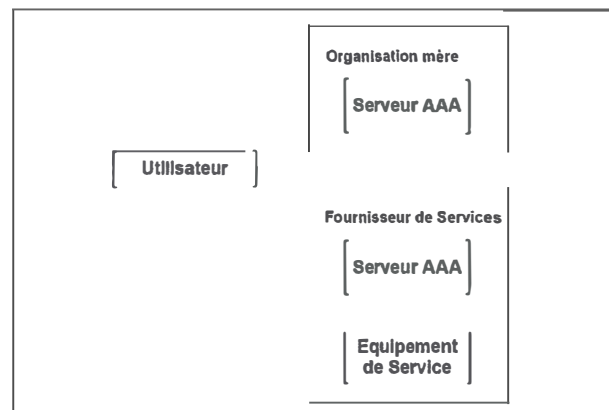 Organisation mère
Serveur AAA
Utilisateur
Fournisseur de Services
Serveur AAA
Equipement
de Service